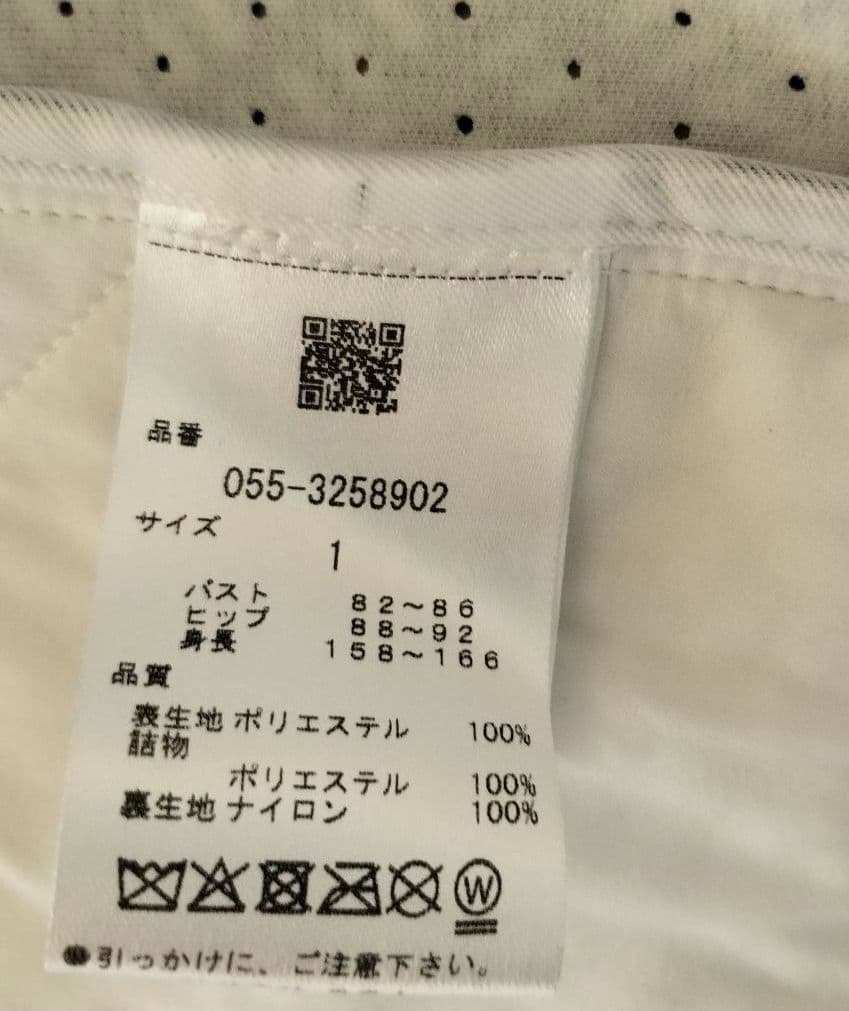 品番
055-3258902
サイズ
1
バスト 82～86
ヒップ 88～92
身長 158～166
品質
表生地 ポリエステル 100%
詰物
ポリエステル 100%
裏生地 ナイロン 100%
W
●引っかけに、ご注意下さい。